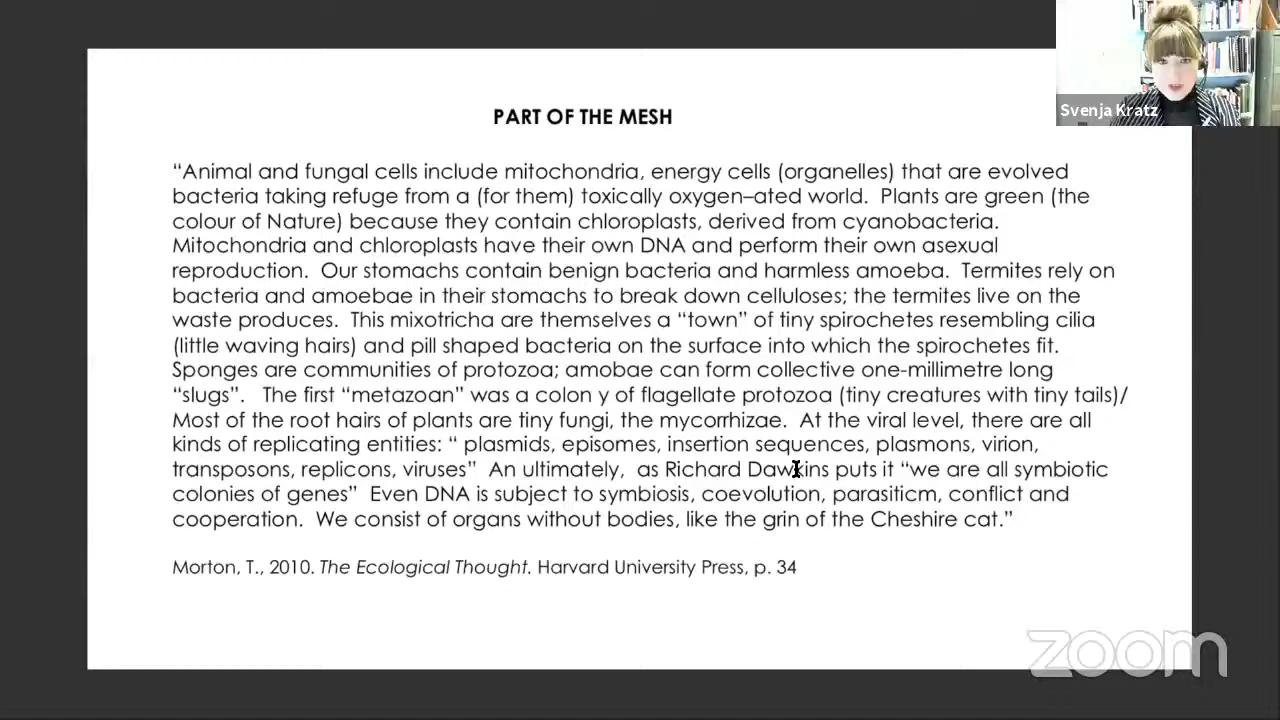 Svenja Kratz
PART OF THE MESH
“Animal and fungal cells include mitochondria, energy cells (organelles) that are evolved
bacteria taking refuge from a (for them) toxically oxygen–ated world.  Plants are green (the
colour of Nature) because they contain chloroplasts, derived from cyanobacteria.
Mitochondria and chloroplasts have their own DNA and perform their own asexual
reproduction.  Our stomachs contain benign bacteria and harmless amoeba.  Termites rely on
bacteria and amoebae in their stomachs to break down celluloses; the termites live on the
waste produces.  This mixotricha are themselves a “town” of tiny spirochetes resembling cilia
(little waving hairs) and pill shaped bacteria on the surface into which the spirochetes fit.
Sponges are communities of protozoa; amobae can form collective one-millimetre long
“slugs”.   The first “metazoan” was a colon y of flagellate protozoa (tiny creatures with tiny tails)/
Most of the root hairs of plants are tiny fungi, the mycorrhizae.  At the viral level, there are all
kinds of replicating entities: “ plasmids, episomes, insertion sequences, plasmons, virion,
transposons, replicons, viruses”  An ultimately,  as Richard Dawkins puts it “we are all symbiotic
colonies of genes”  Even DNA is subject to symbiosis, coevolution, parasiticm, conflict and
cooperation.  We consist of organs without bodies, like the grin of the Cheshire cat.”
Morton, T., 2010. The Ecological Thought. Harvard University Press, p. 34
zoom